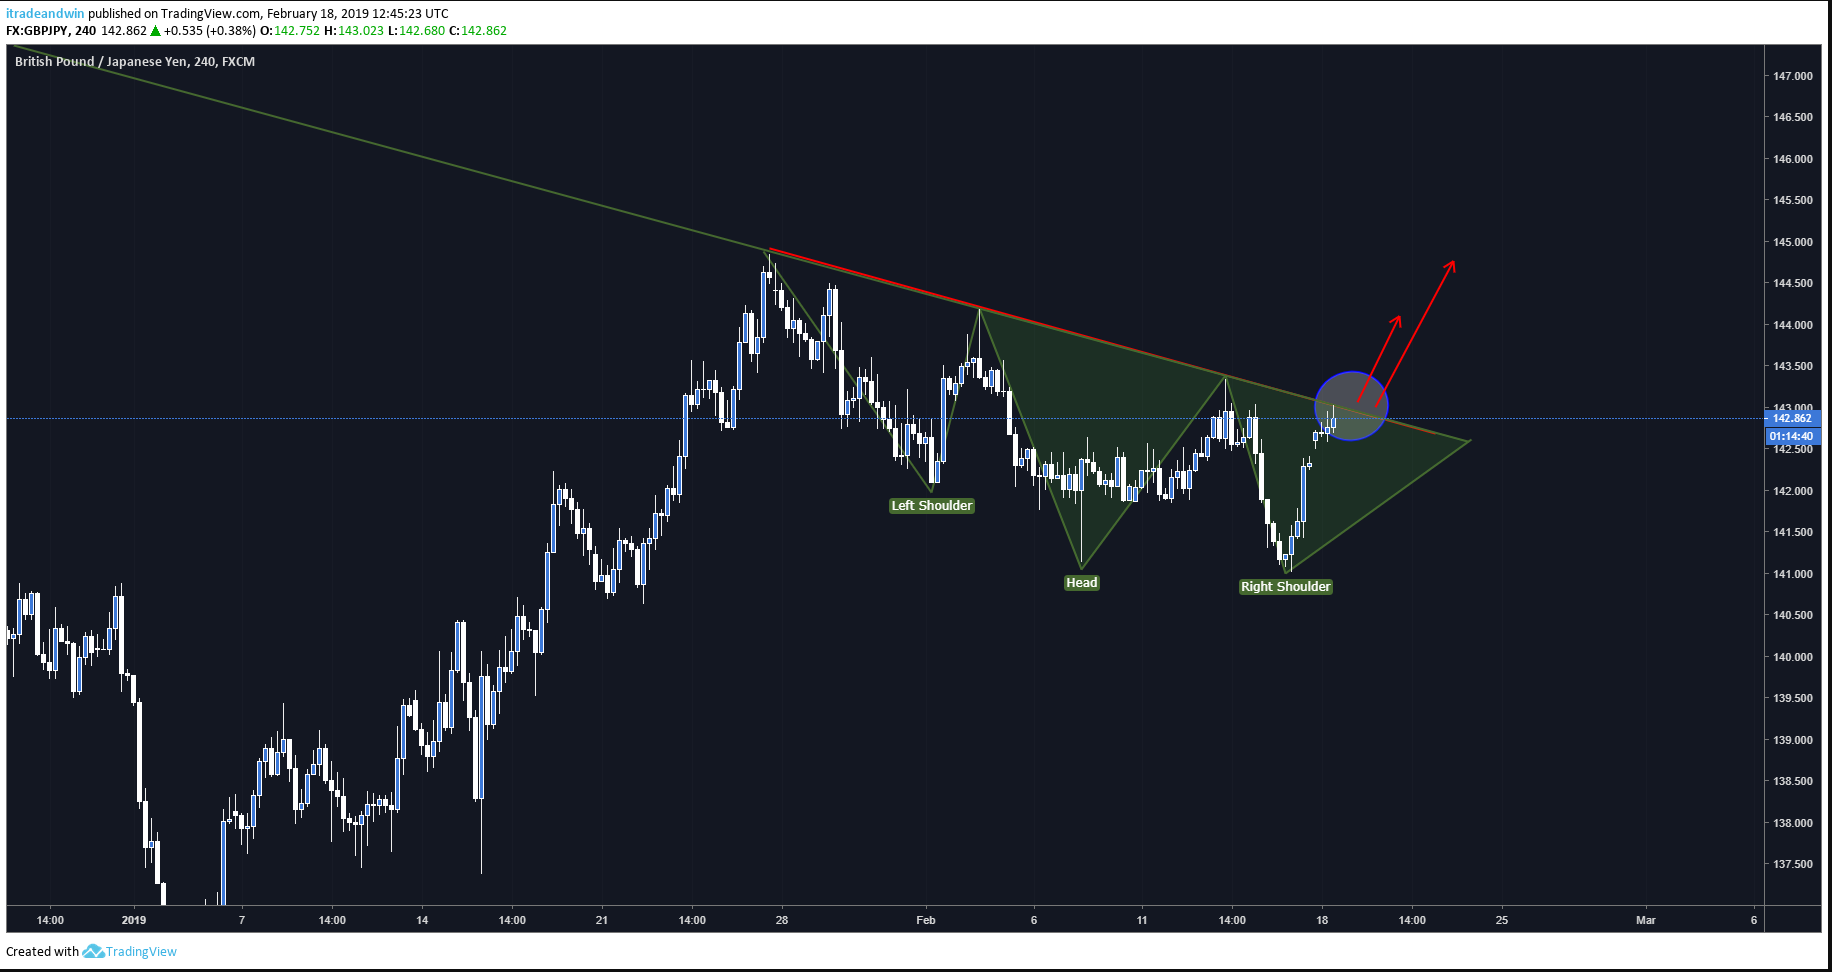 itradeandwin published on TradingView.com, February 18, 2019 12:45:23 UTC
FX:GBPJPY, 240 142.862 ▲ +0.535 (+0.38%) O:142.752 H:143.023 L:142.680 C:142.862
British Pound / Japanese Yen, 240, FXCM
147.000
146.500
146.000
145.500
145.000
144.500
144.000
143.500
143.000
142.862
01:14:40
142.500
142.000
141.500
141.000
140.500
140.000
139.500
139.000
138.500
138.000
137.500
Left Shoulder
Head
Right Shoulder
14:00 2019 7 14:00 14 14:00 21 14:00 28 Feb 6 11 14:00 18 14:00 25 Mar 6
Created with TradingView